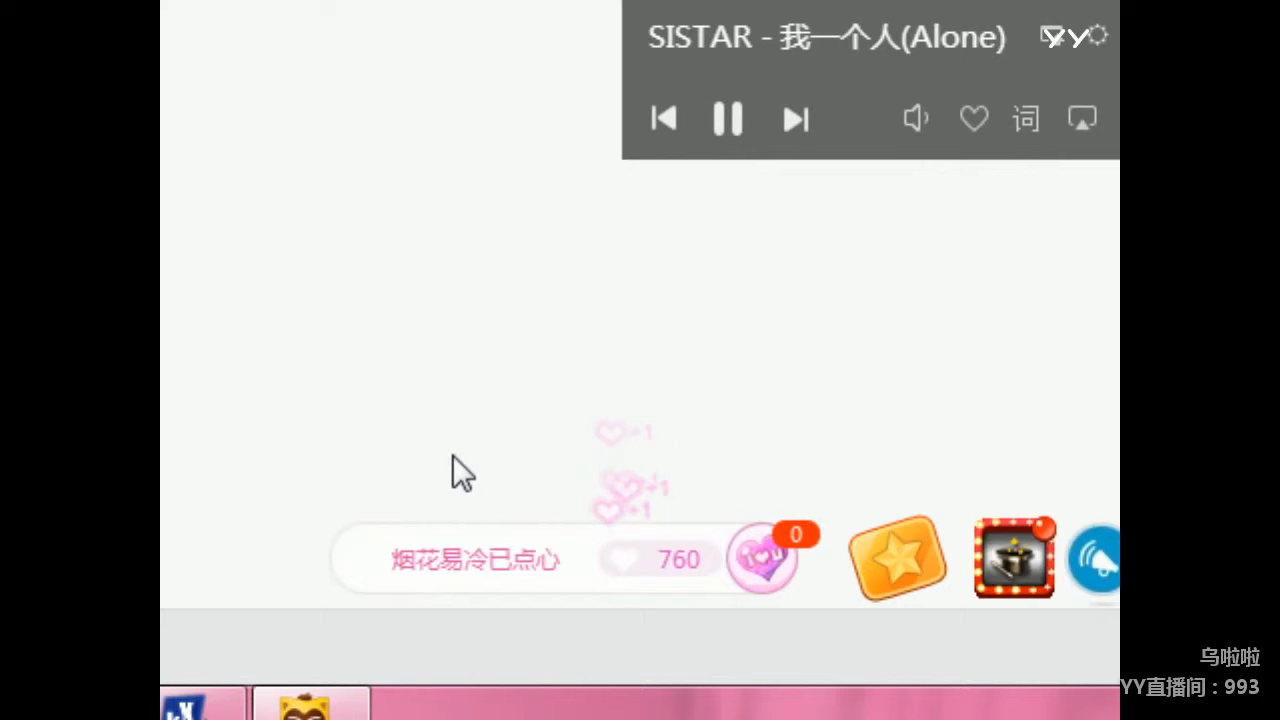 SISTAR - 我一个人(Alone)
YY
词
+1
+1
+1
烟花易冷已点心
760
I U
0
乌啦啦
YY直播间：993